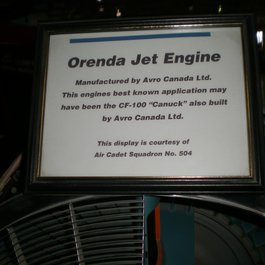 Orenda Jet Engine
Manufactured by Avro Canada Ltd.
This engines best known application may
have been the CF-100 “Canuck” also built
by Avro Canada Ltd.
This display is courtesy of
Air Cadet Squadron No. 504